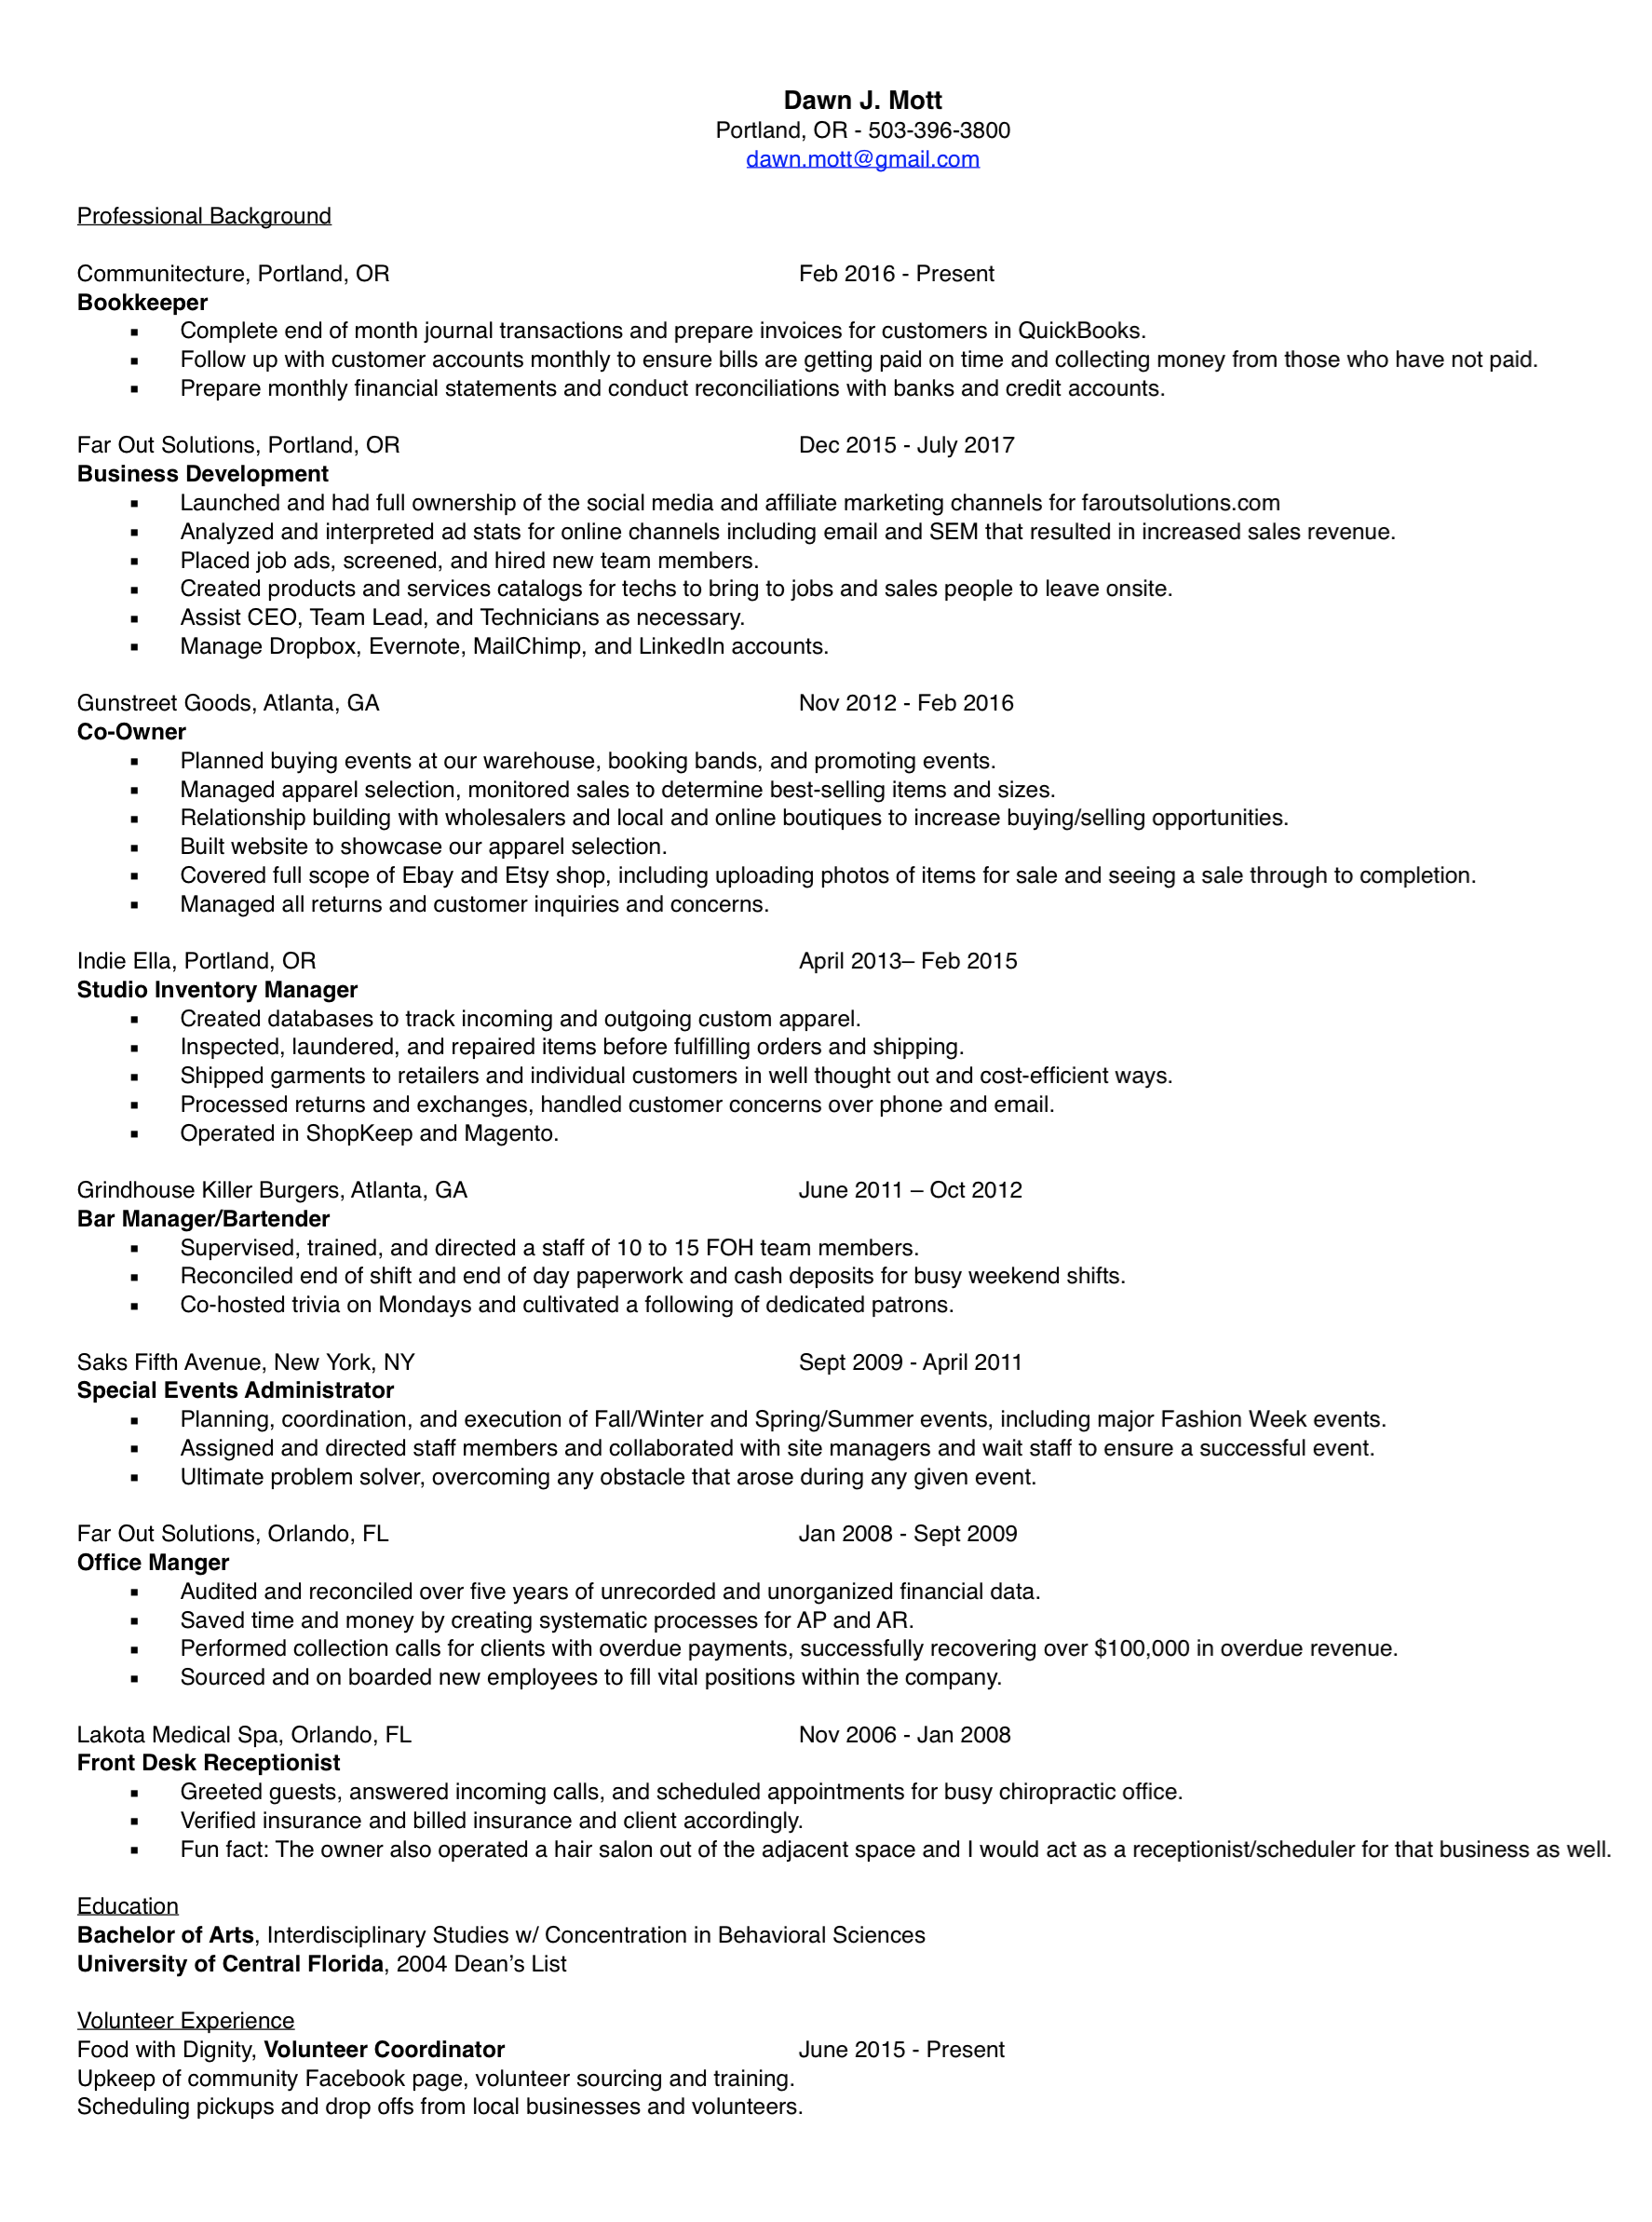 Dawn J. Mott
Portland, OR - 503-396-3800
dawn.mott@gmail.com
Professional Background
Communitecture, Portland, OR Feb 2016 - Present
Bookkeeper
▪ Complete end of month journal transactions and prepare invoices for customers in QuickBooks.
▪ Follow up with customer accounts monthly to ensure bills are getting paid on time and collecting money from those who have not paid.
▪ Prepare monthly financial statements and conduct reconciliations with banks and credit accounts.
Far Out Solutions, Portland, OR Dec 2015 - July 2017
Business Development
▪ Launched and had full ownership of the social media and affiliate marketing channels for faroutsolutions.com
▪ Analyzed and interpreted ad stats for online channels including email and SEM that resulted in increased sales revenue.
▪ Placed job ads, screened, and hired new team members.
▪ Created products and services catalogs for techs to bring to jobs and sales people to leave onsite.
▪ Assist CEO, Team Lead, and Technicians as necessary.
▪ Manage Dropbox, Evernote, MailChimp, and LinkedIn accounts.
Gunstreet Goods, Atlanta, GA Nov 2012 - Feb 2016
Co-Owner
▪ Planned buying events at our warehouse, booking bands, and promoting events.
▪ Managed apparel selection, monitored sales to determine best-selling items and sizes.
▪ Relationship building with wholesalers and local and online boutiques to increase buying/selling opportunities.
▪ Built website to showcase our apparel selection.
▪ Covered full scope of Ebay and Etsy shop, including uploading photos of items for sale and seeing a sale through to completion.
▪ Managed all returns and customer inquiries and concerns.
Indie Ella, Portland, OR April 2013– Feb 2015
Studio Inventory Manager
▪ Created databases to track incoming and outgoing custom apparel.
▪ Inspected, laundered, and repaired items before fulfilling orders and shipping.
▪ Shipped garments to retailers and individual customers in well thought out and cost-efficient ways.
▪ Processed returns and exchanges, handled customer concerns over phone and email.
▪ Operated in ShopKeep and Magento.
Grindhouse Killer Burgers, Atlanta, GA June 2011 – Oct 2012
Bar Manager/Bartender
▪ Supervised, trained, and directed a staff of 10 to 15 FOH team members.
▪ Reconciled end of shift and end of day paperwork and cash deposits for busy weekend shifts.
▪ Co-hosted trivia on Mondays and cultivated a following of dedicated patrons.
Saks Fifth Avenue, New York, NY Sept 2009 - April 2011
Special Events Administrator
▪ Planning, coordination, and execution of Fall/Winter and Spring/Summer events, including major Fashion Week events.
▪ Assigned and directed staff members and collaborated with site managers and wait staff to ensure a successful event.
▪ Ultimate problem solver, overcoming any obstacle that arose during any given event.
Far Out Solutions, Orlando, FL Jan 2008 - Sept 2009
Office Manger
▪ Audited and reconciled over five years of unrecorded and unorganized financial data.
▪ Saved time and money by creating systematic processes for AP and AR.
▪ Performed collection calls for clients with overdue payments, successfully recovering over $100,000 in overdue revenue.
▪ Sourced and on boarded new employees to fill vital positions within the company.
Lakota Medical Spa, Orlando, FL Nov 2006 - Jan 2008
Front Desk Receptionist
▪ Greeted guests, answered incoming calls, and scheduled appointments for busy chiropractic office.
▪ Verified insurance and billed insurance and client accordingly.
▪ Fun fact: The owner also operated a hair salon out of the adjacent space and I would act as a receptionist/scheduler for that business as well.
Education
Bachelor of Arts, Interdisciplinary Studies w/ Concentration in Behavioral Sciences
University of Central Florida, 2004 Dean’s List
Volunteer Experience
Food with Dignity, Volunteer Coordinator June 2015 - Present
Upkeep of community Facebook page, volunteer sourcing and training.
Scheduling pickups and drop offs from local businesses and volunteers.